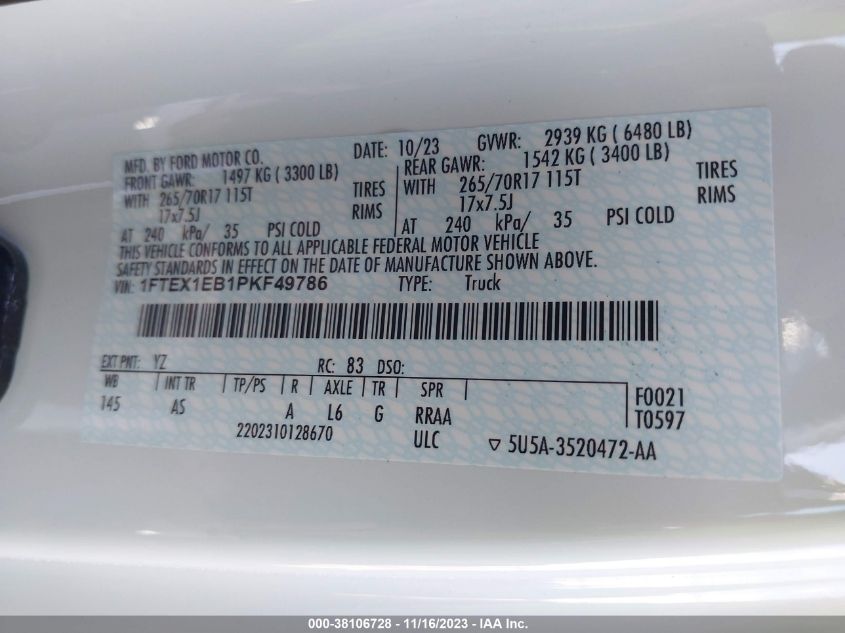 MFD. BY FORD MOTOR CO. DATE: 10/23 GVWR: 2939 KG ( 6480 LB)
FRONT GAWR: 1497 KG ( 3300 LB) REAR GAWR: 1542 KG ( 3400 LB)
WITH 265/70R17 115T TIRES WITH 265/70R17 115T TIRES
17x7.5J RIMS 17x7.5J RIMS
AT 240 kPa/ 35 PSI COLD AT 240 kPa/ 35 PSI COLD
THIS VEHICLE CONFORMS TO ALL APPLICABLE FEDERAL MOTOR VEHICLE
SAFETY STANDARDS IN EFFECT ON THE DATE OF MANUFACTURE SHOWN ABOVE.
VIN: 1FTEX1EB1PKF49786 TYPE: Truck
EXT PNT: YZ RC: 83 DSO:
WB INT TR TP/PS R AXLE TR SPR F0021
145 AS A L6 G RRAA T0597
2202310128670 ULC ▽ 5U5A-3520472-AA
000-38106728 - 11/16/2023 - IAA Inc.